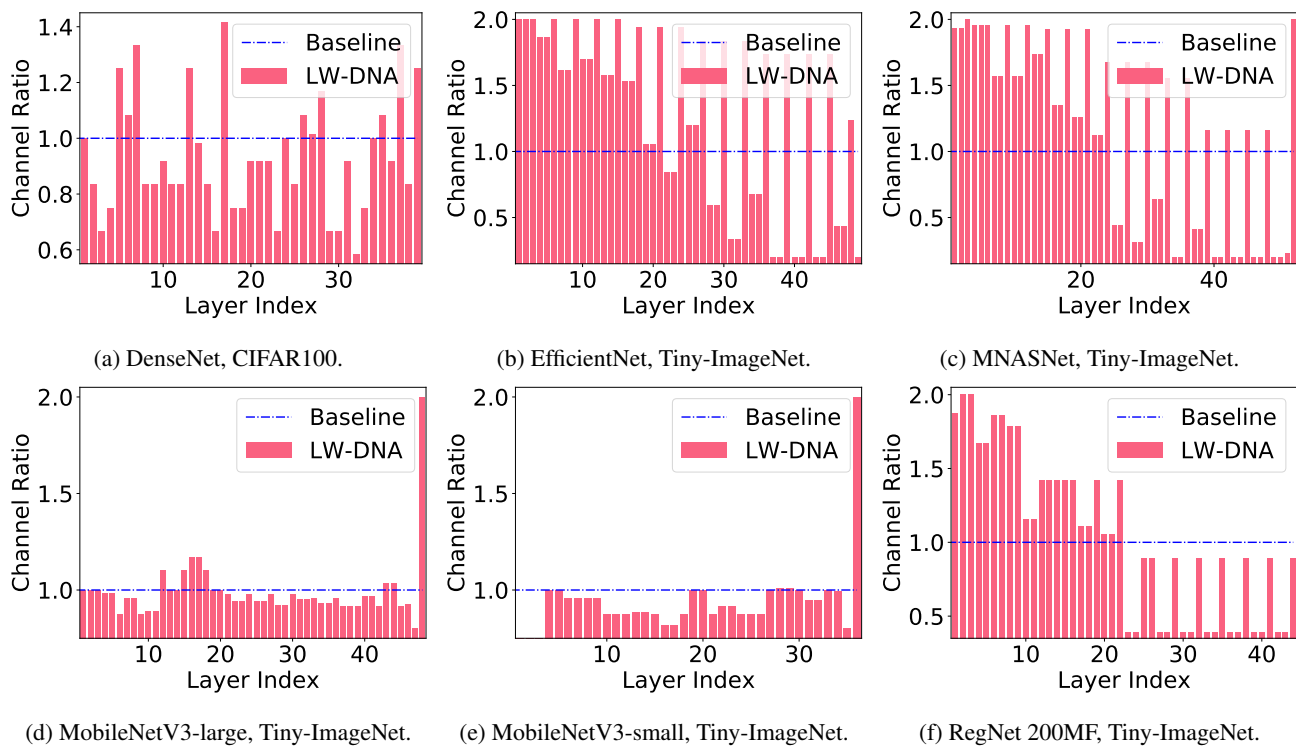 1.4
1.2
1.0
0.8
0.6
Channel Ratio
Baseline
LW-DNA
10 20 30
Layer Index
(a) DenseNet, CIFAR100.
2.0
1.5
1.0
0.5
Channel Ratio
Baseline
LW-DNA
10 20 30 40
Layer Index
(b) EfficientNet, Tiny-ImageNet.
2.0
1.5
1.0
0.5
Channel Ratio
Baseline
LW-DNA
20 40
Layer Index
(c) MNASNet, Tiny-ImageNet.
2.0
1.5
1.0
Channel Ratio
Baseline
LW-DNA
10 20 30 40
Layer Index
(d) MobileNetV3-large, Tiny-ImageNet.
2.0
1.5
1.0
Channel Ratio
Baseline
LW-DNA
10 20 30
Layer Index
(e) MobileNetV3-small, Tiny-ImageNet.
2.0
1.5
1.0
0.5
Channel Ratio
Baseline
LW-DNA
10 20 30 40
Layer Index
(f) RegNet 200MF, Tiny-ImageNet.